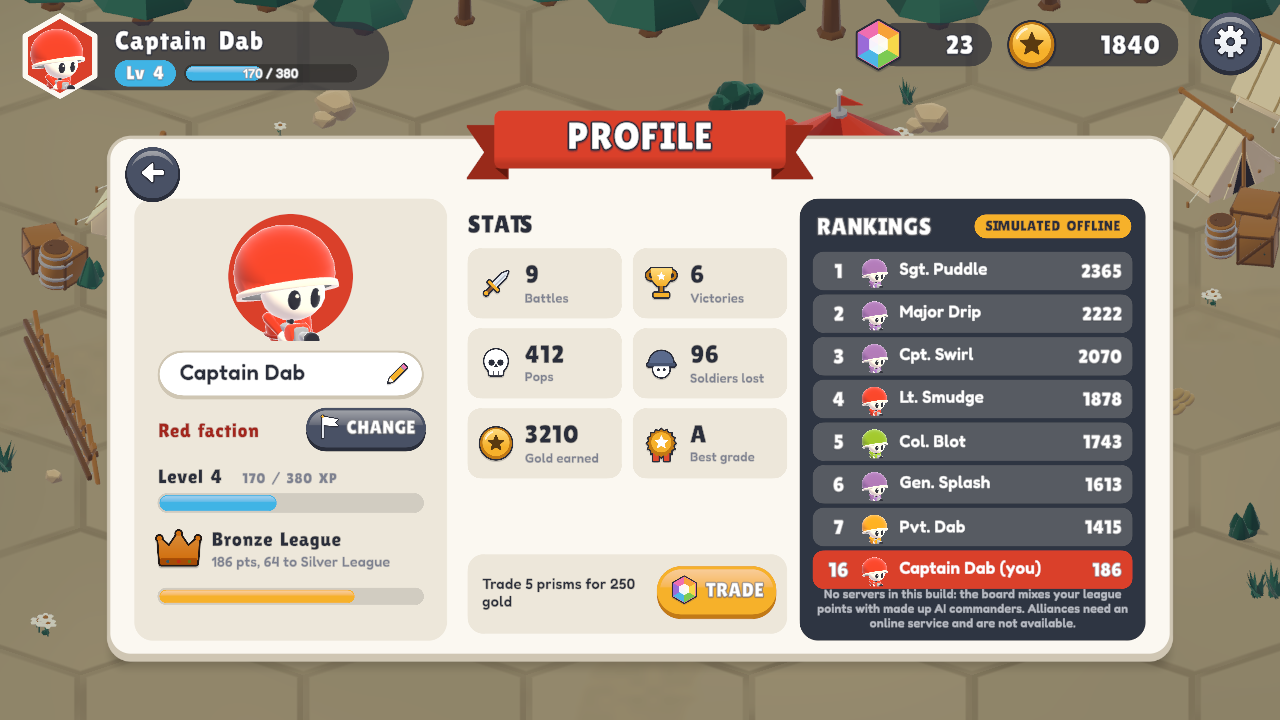 Captain Dab
Lv 4
170 / 380
23
1840
PROFILE
Captain Dab
Red faction
CHANGE
Level 4
170 / 380 XP
Bronze League
186 pts, 64 to Silver League
STATS
9
Battles
6
Victories
412
Pops
96
Soldiers lost
3210
Gold earned
A
Best grade
Trade 5 prisms for 250
gold
TRADE
RANKINGS
SIMULATED OFFLINE
1 Sgt. Puddle 2365
2 Major Drip 2222
3 Cpt. Swirl 2070
4 Lt. Smudge 1878
5 Col. Blot 1743
6 Gen. Splash 1613
7 Pvt. Dab 1415
16 Captain Dab (you) 186
No servers in this build: the board mixes your league
points with made up AI commanders. Alliances need an
online service and are not available.